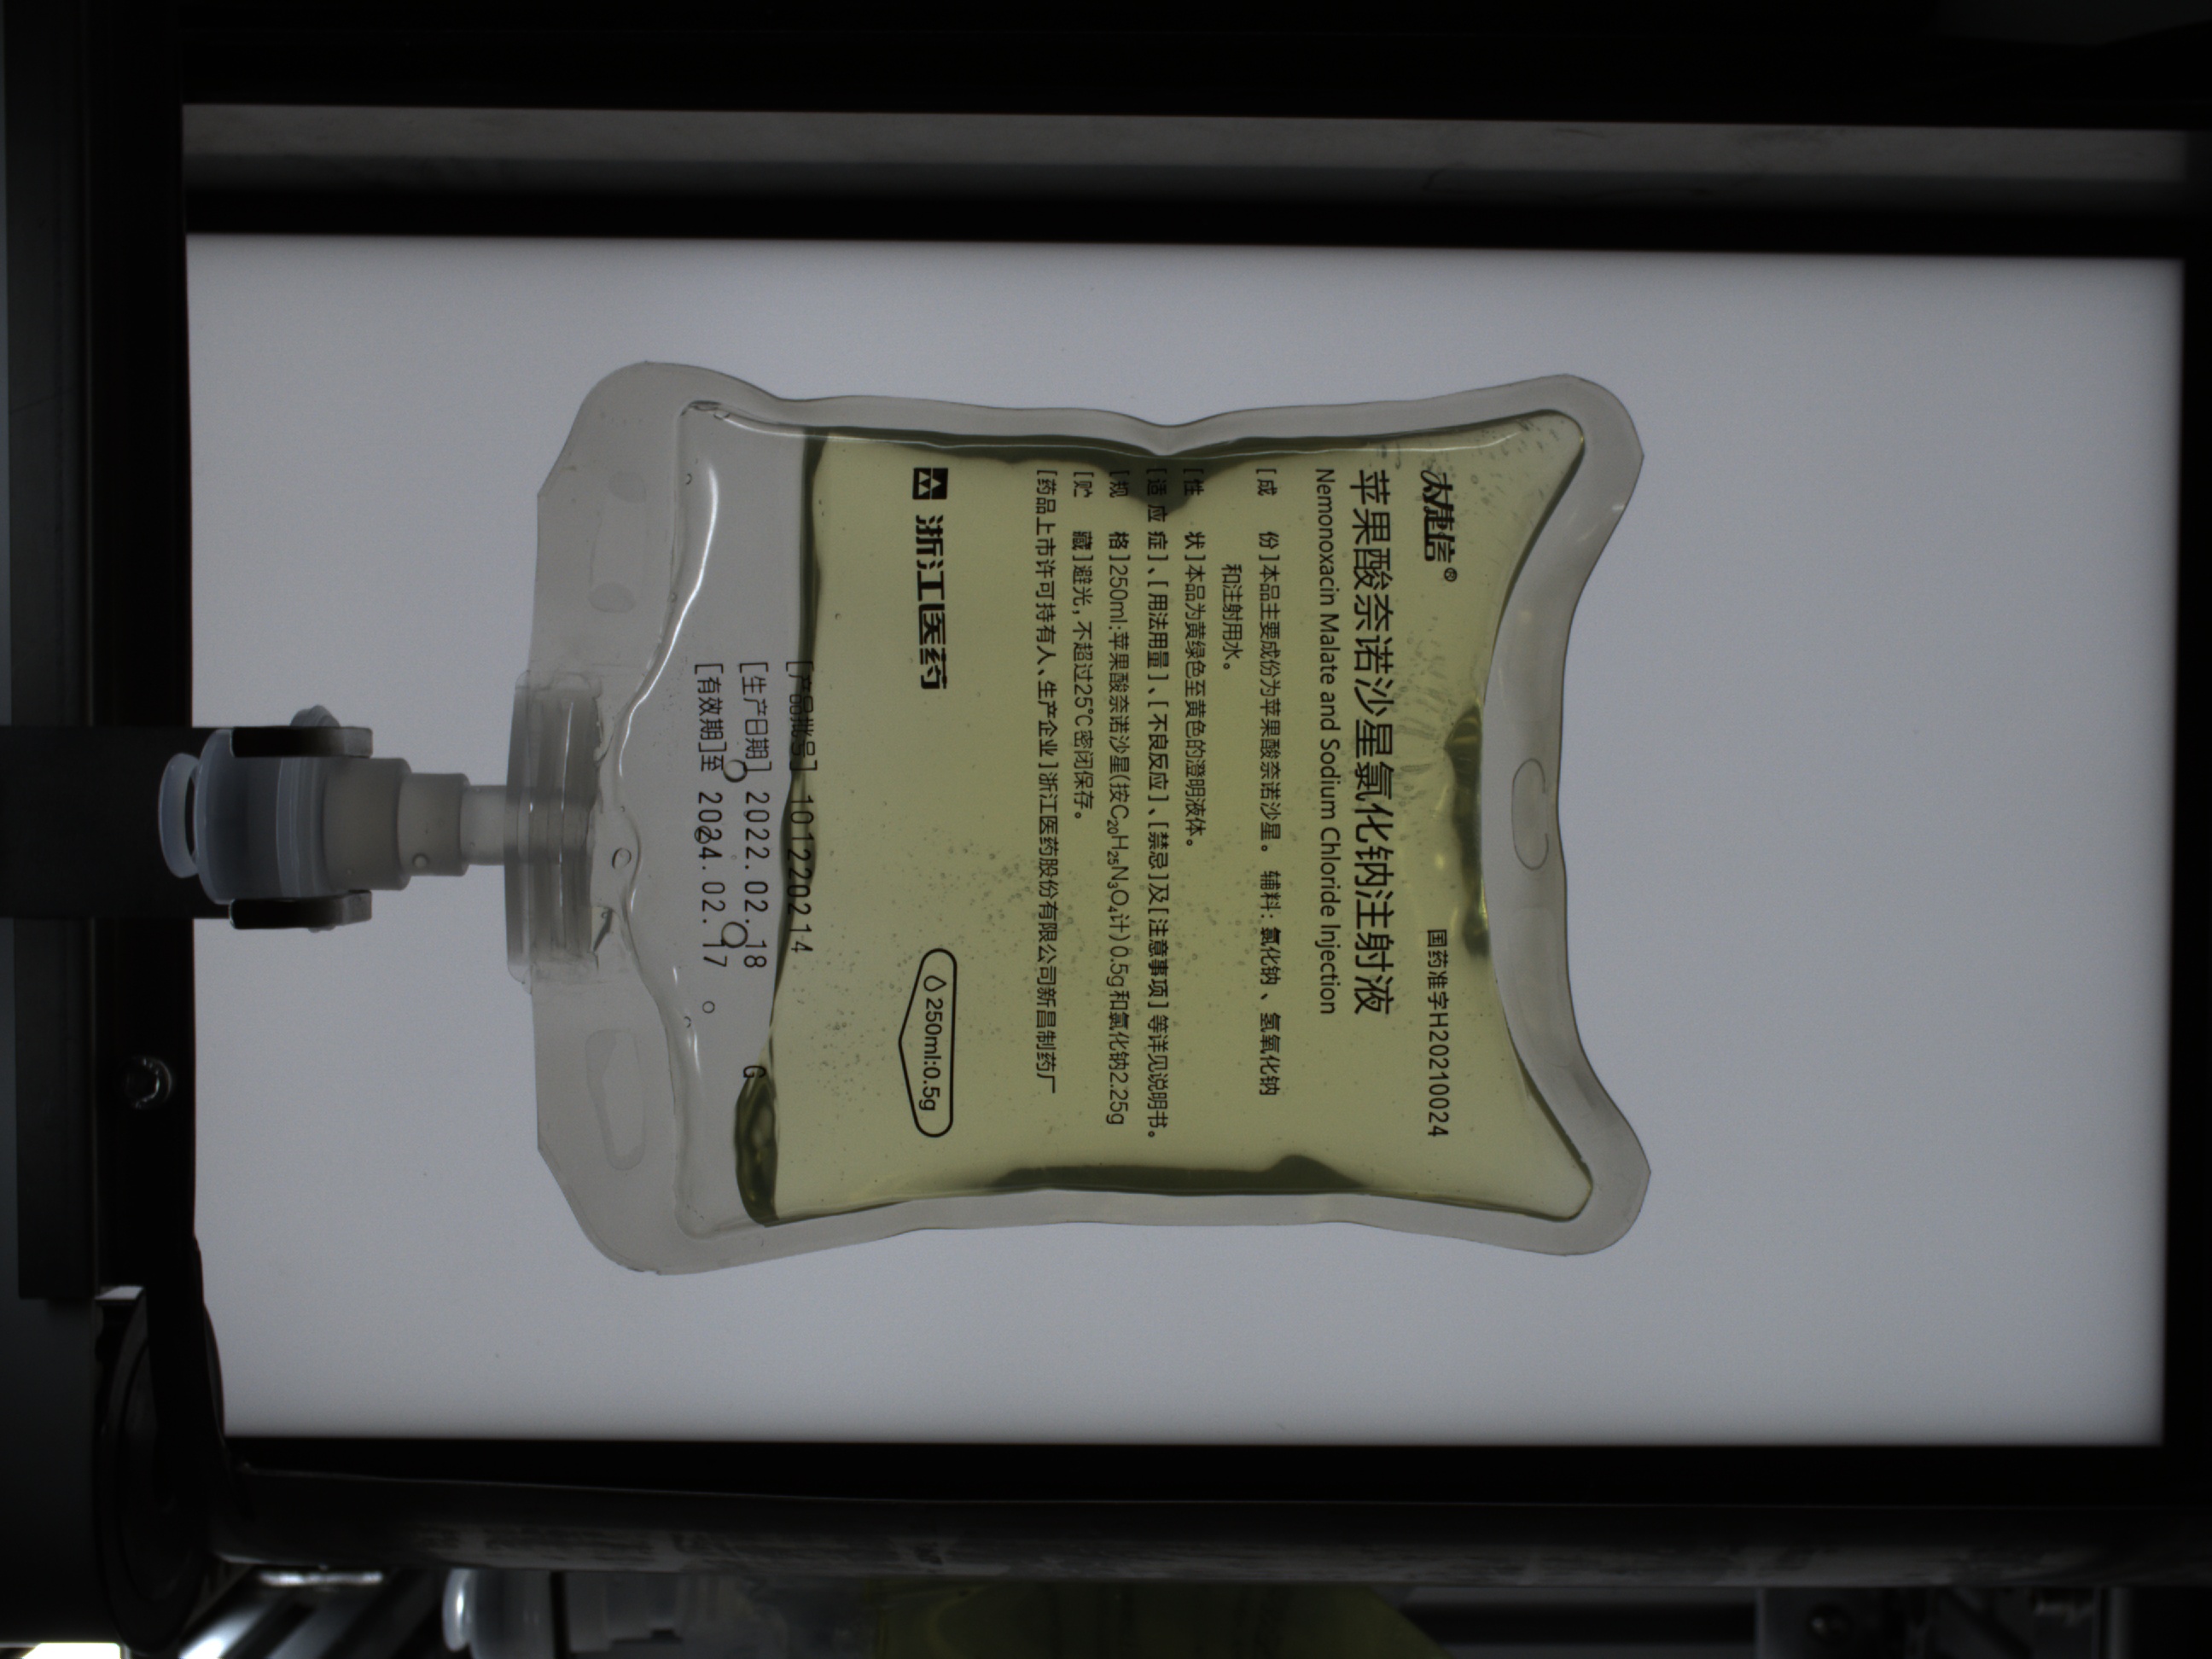 太捷信®
国药准字H20210024
苹果酸奈诺沙星氯化钠注射液
Nemonoxacin Malate and Sodium Chloride Injection
[成 份]本品主要成份为苹果酸奈诺沙星。辅料:氯化钠、氢氧化钠
和注射用水。
[性 状]本品为黄绿色至黄色的澄明液体。
[适 应 症]、[用法用量]、[不良反应]、[禁忌]及[注意事项]等详见说明书。
[规 格]250ml:苹果酸奈诺沙星(按C₂₀H₂₅N₃O₄计)0.5g和氯化钠2.25g
[贮 藏]避光,不超过25℃密闭保存。
[药品上市许可持有人、生产企业]浙江医药股份有限公司新昌制药厂
浙江医药
250ml:0.5g
[产品批号] 101220214
[生产日期] 2022.02.18 G
[有效期]至 2024.02.17